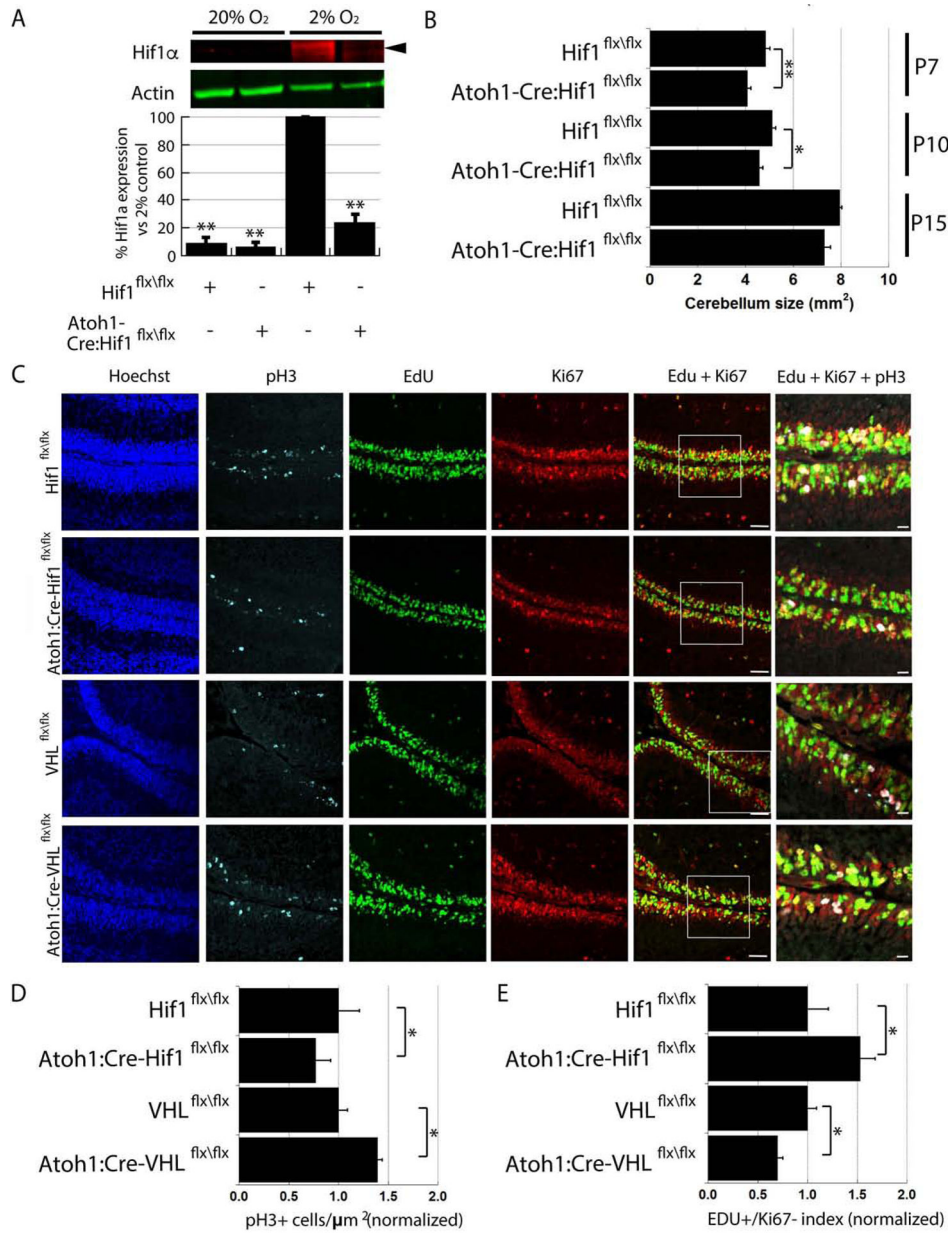 A
20% O2 2% O2
Hif1α
Actin
% Hif1a expression
vs 2% control
100
80
60
40
20
0
** ** **
Hif1 flx\flx + - + -
Atoh1-
Cre:Hif1 flx\flx - + - +
B
Hif1 flx\flx
Atoh1-Cre:Hif1 flx\flx
**
P7
Hif1 flx\flx
Atoh1-Cre:Hif1 flx\flx
*
P10
Hif1 flx\flx
Atoh1-Cre:Hif1 flx\flx
P15
0 2 4 6 8 10
Cerebellum size (mm2)
C
Hoechst pH3 EdU Ki67 Edu + Ki67 Edu + Ki67 + pH3
Hif1 flx\flx
Atoh1:Cre-Hif1 flx\flx
VHL flx\flx
Atoh1:Cre-VHL flx\flx
D
Hif1 flx\flx
Atoh1:Cre-Hif1 flx\flx
*
VHL flx\flx
Atoh1:Cre-VHL flx\flx
*
0.0 0.5 1.0 1.5 2.0
pH3+ cells/µm 2(normalized)
E
Hif1 flx\flx
Atoh1:Cre-Hif1 flx\flx
*
VHL flx\flx
Atoh1:Cre-VHL flx\flx
*
0.0 0.5 1.0 1.5 2.0
EDU+/Ki67- index (normalized)